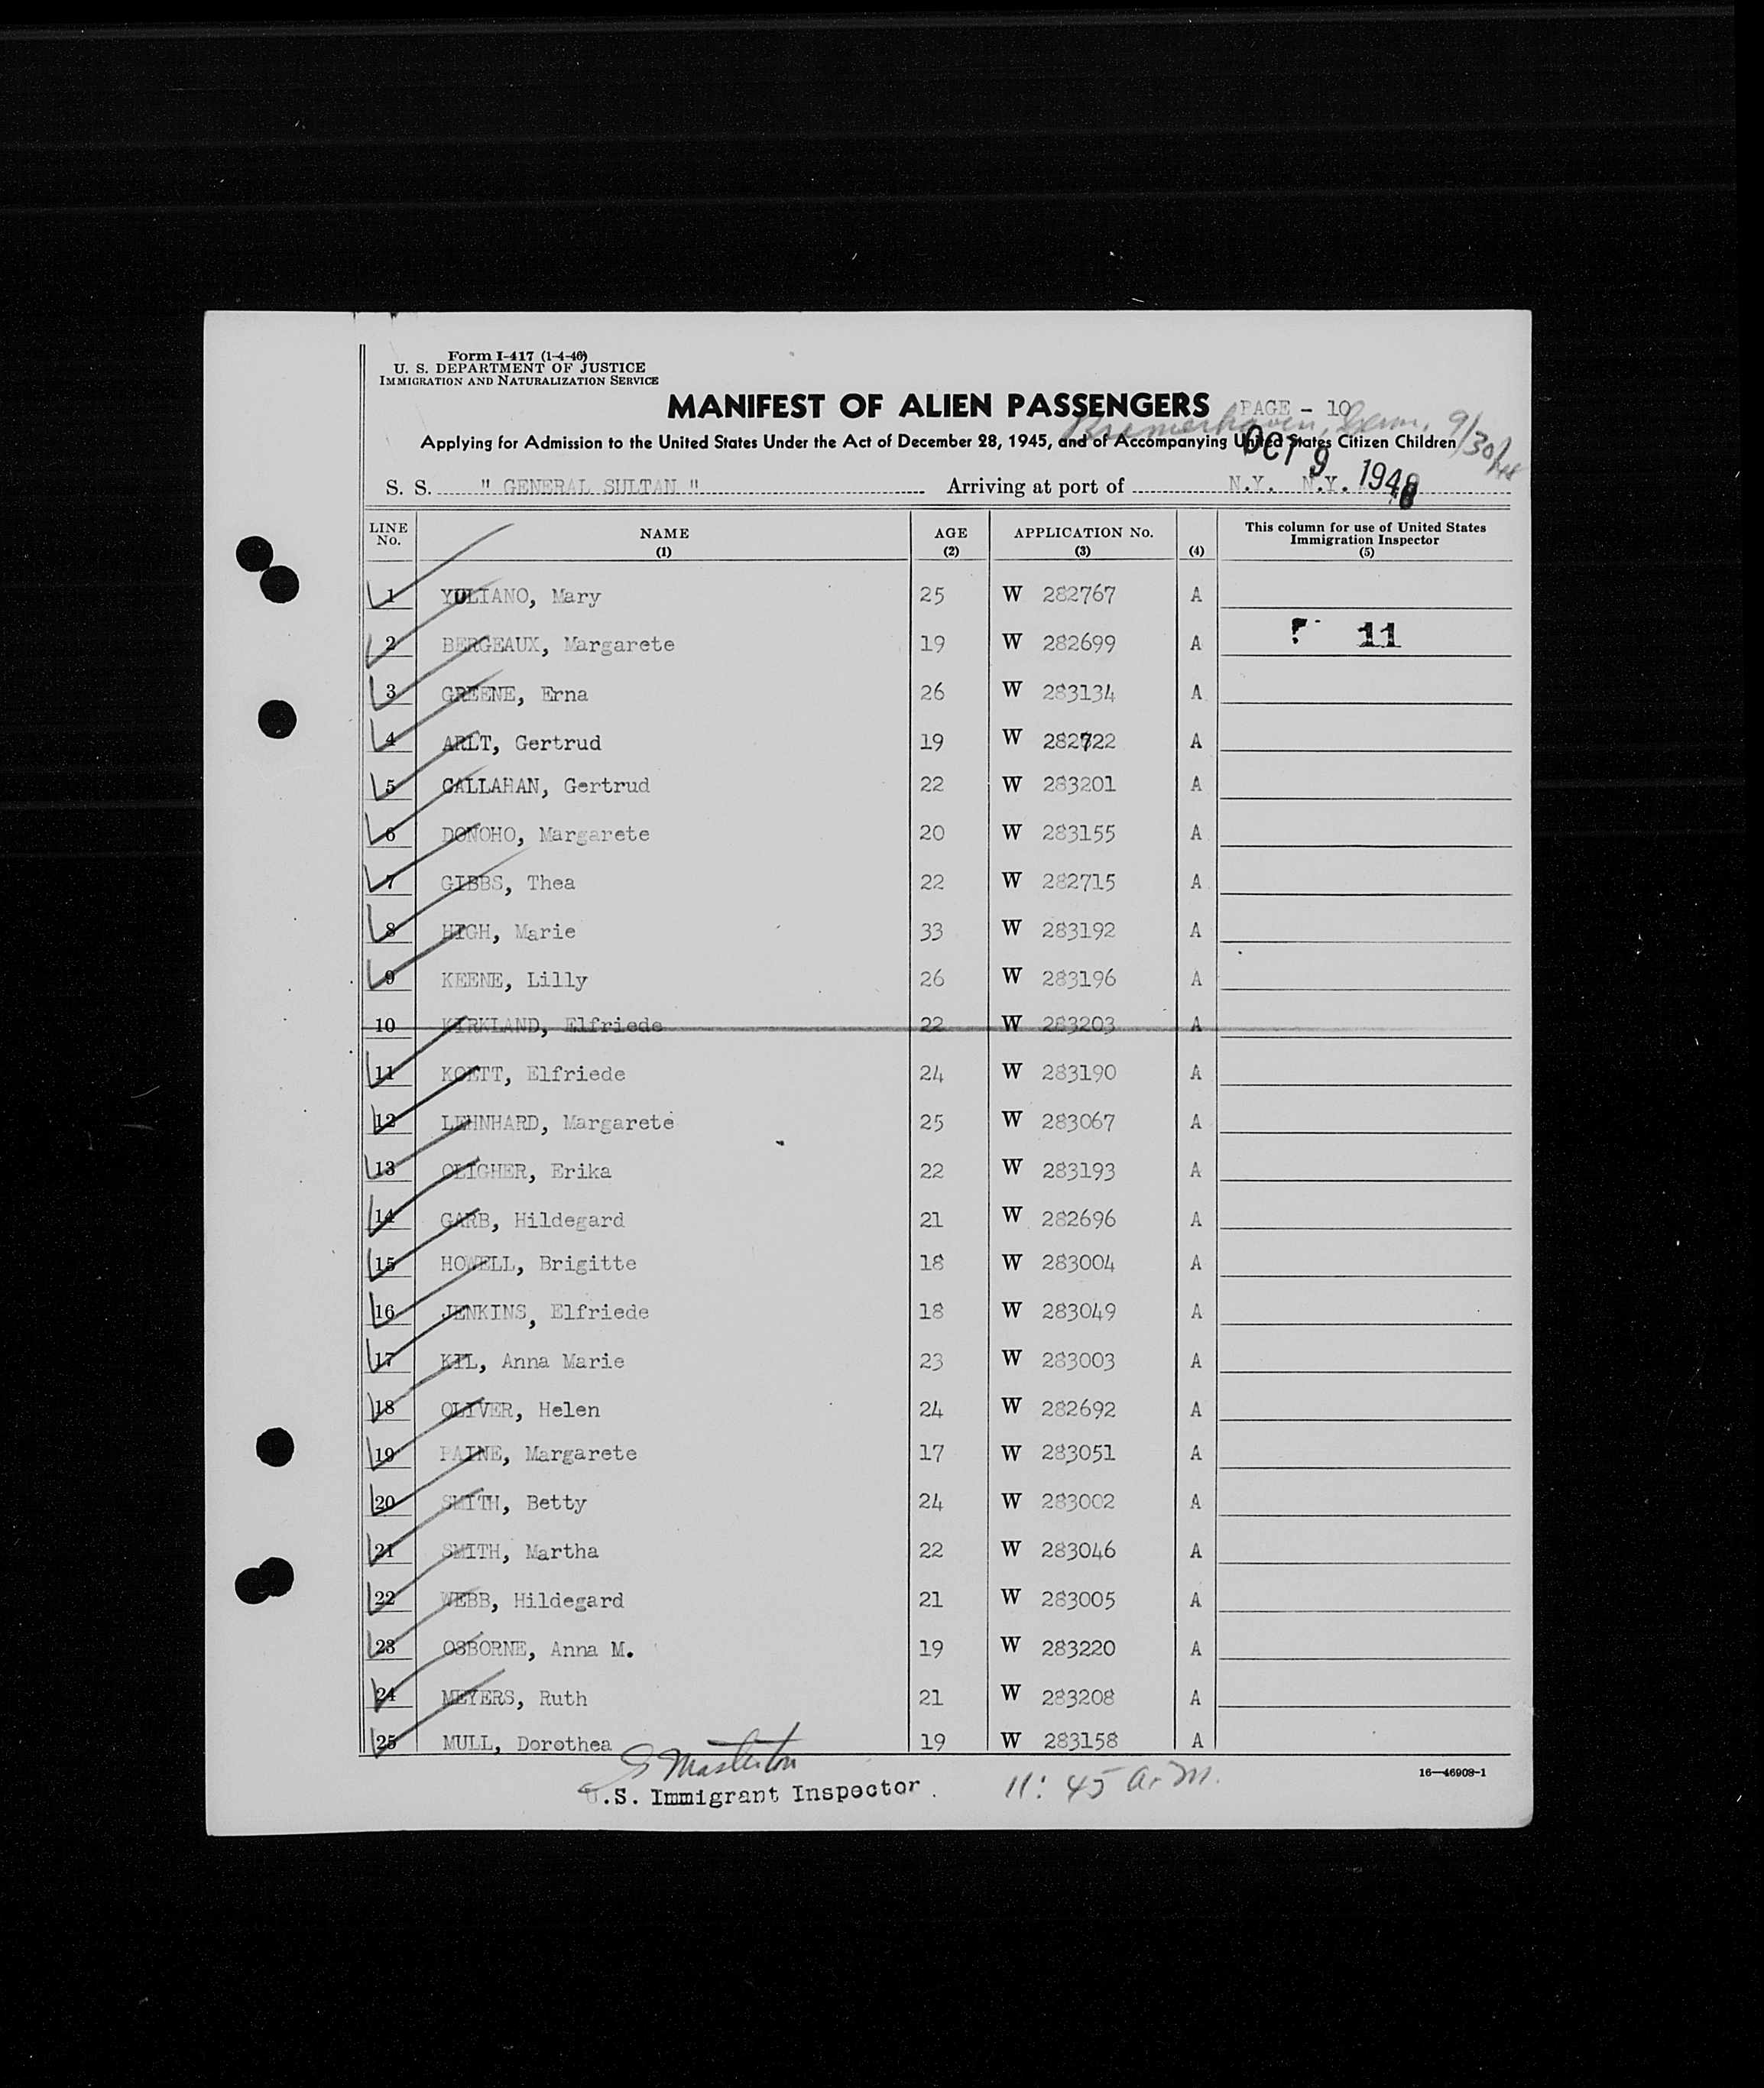 Form I-417 (1-4-46)
U. S. DEPARTMENT OF JUSTICE
IMMIGRATION AND NATURALIZATION SERVICE
MANIFEST OF ALIEN PASSENGERS PAGE - 10
Bremerhaven, Germ. 9/30/48
Applying for Admission to the United States Under the Act of December 28, 1945, and of Accompanying United States Citizen Children
OCT 9 1948
S. S. " GENERAL SULTAN " Arriving at port of N.Y. N.Y.
LINE No. NAME (1) AGE (2) APPLICATION No. (3) (4) This column for use of United States Immigration Inspector (5)
1 YULIANO, Mary 25 W 282767 A
2 BERGEAUX, Margarete 19 W 282699 A 11
3 GREENE, Erna 26 W 283134 A
4 ARLT, Gertrud 19 W 282722 A
5 CALLAHAN, Gertrud 22 W 283201 A
6 DONOHO, Margarete 20 W 283155 A
7 GIBBS, Thea 22 W 282715 A
8 HIGH, Marie 33 W 283192 A
9 KEENE, Lilly 26 W 283196 A
10 KIRKLAND, Elfriede 22 W 283203 A
11 KOETT, Elfriede 24 W 283190 A
12 LEHNHARD, Margarete 25 W 283067 A
13 OLIGHER, Erika 22 W 283193 A
14 GARB, Hildegard 21 W 282696 A
15 HOWELL, Brigitte 18 W 283004 A
16 JENKINS, Elfriede 18 W 283049 A
17 KIL, Anna Marie 23 W 283003 A
18 OLIVER, Helen 24 W 282692 A
19 PAINE, Margarete 17 W 283051 A
20 SMITH, Betty 24 W 283002 A
21 SMITH, Martha 22 W 283046 A
22 WEBB, Hildegard 21 W 283005 A
23 OSBORNE, Anna M. 19 W 283220 A
24 MEYERS, Ruth 21 W 283208 A
25 MULL, Dorothea 19 W 283158 A
Masterton
U.S. Immigrant Inspector 11:45 a.m.
16—46908-1